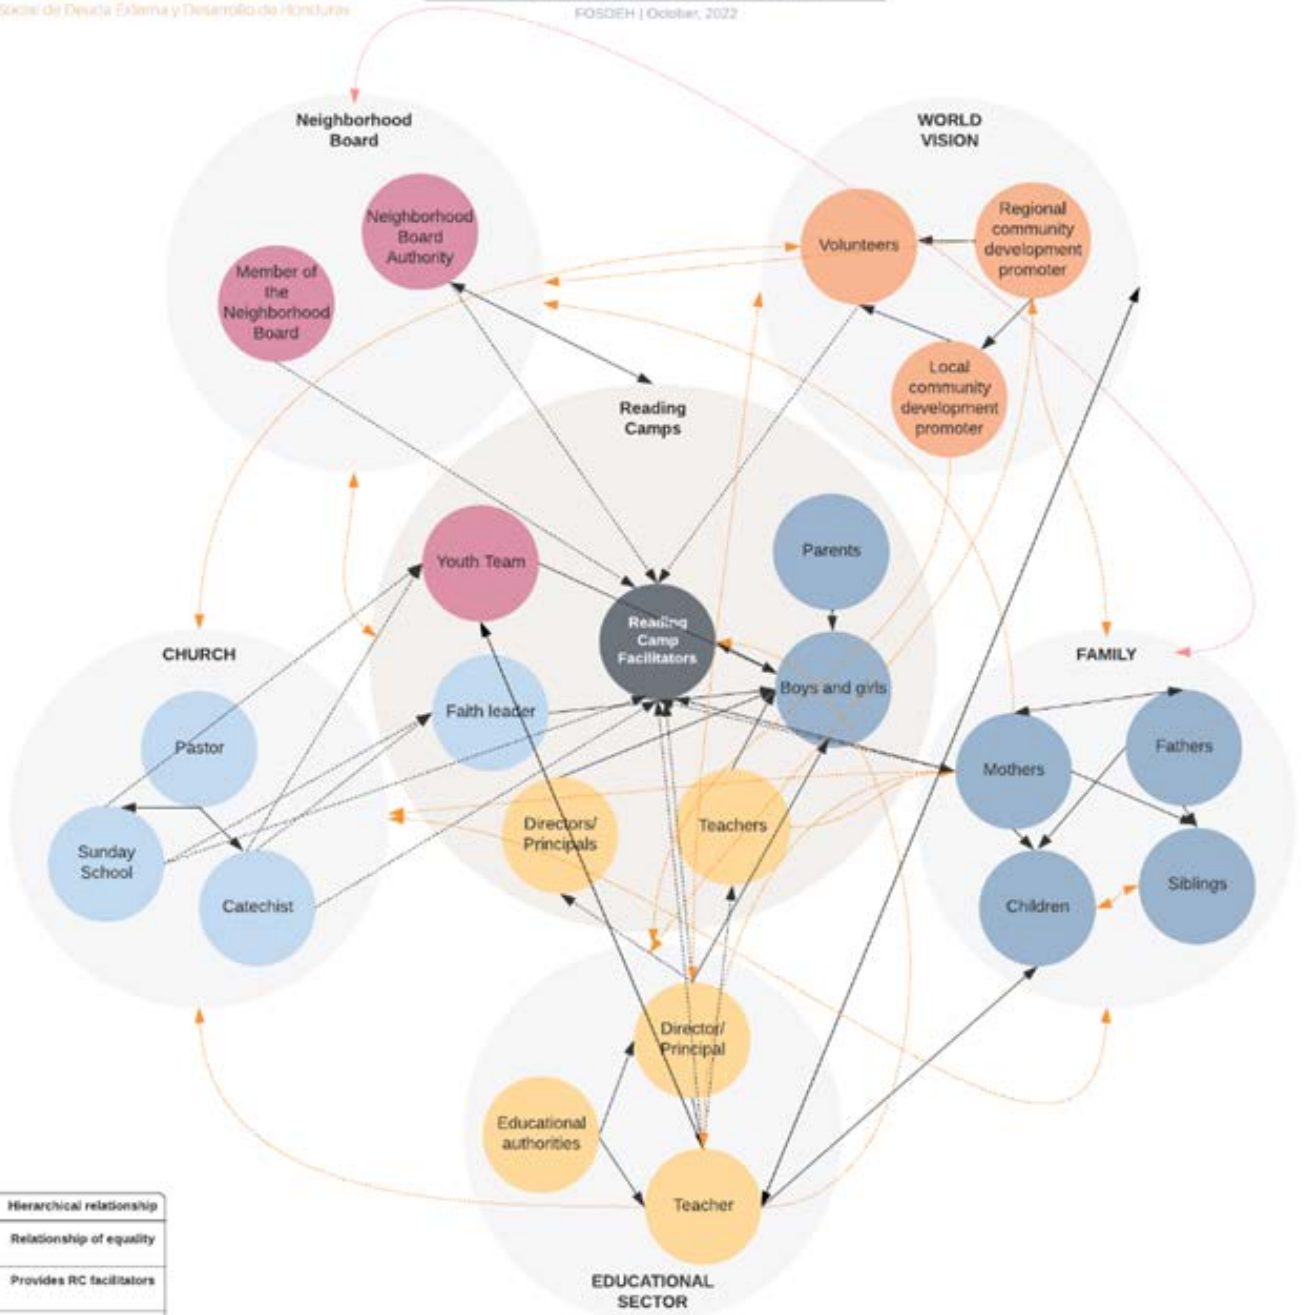 Social de Deuda Externa y Desarrollo de Honduras
FOSDEH | October, 2022
Neighborhood
Board
WORLD
VISION
Neighborhood
Board
Authority
Member of
the
Neighborhood
Board
Volunteers
Regional
community
development
promoter
Local
community
development
promoter
Reading
Camps
Youth Team
Parents
Reading
Camp
Facilitators
Boys and girls
Faith leader
Directors/
Principals
Teachers
CHURCH
Pastor
Sunday
School
Catechist
FAMILY
Mothers
Fathers
Children
Siblings
Director/
Principal
Educational
authorities
Teacher
EDUCATIONAL
SECTOR
Hierarchical relationship
Relationship of equality
Provides RC facilitators